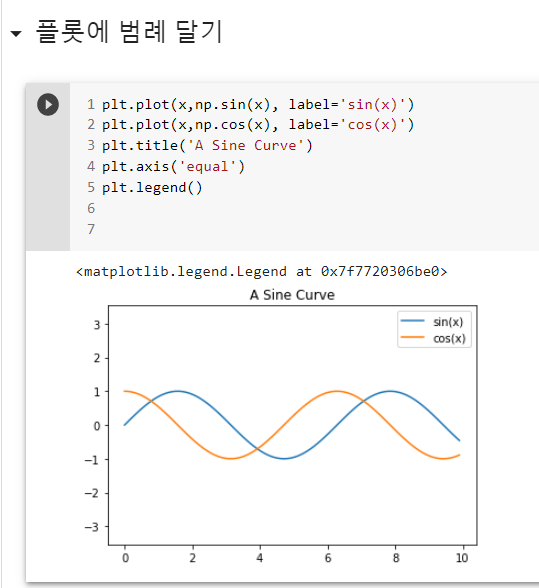 플롯에 범례 달기
1 plt.plot(x,np.sin(x), label='sin(x)')
2 plt.plot(x,np.cos(x), label='cos(x)')
3 plt.title('A Sine Curve')
4 plt.axis('equal')
5 plt.legend()
6
7
<matplotlib.legend.Legend at 0x7f7720306be0>
A Sine Curve
sin(x)
cos(x)
3
2
1
0
−1
−2
−3
0 2 4 6 8 10